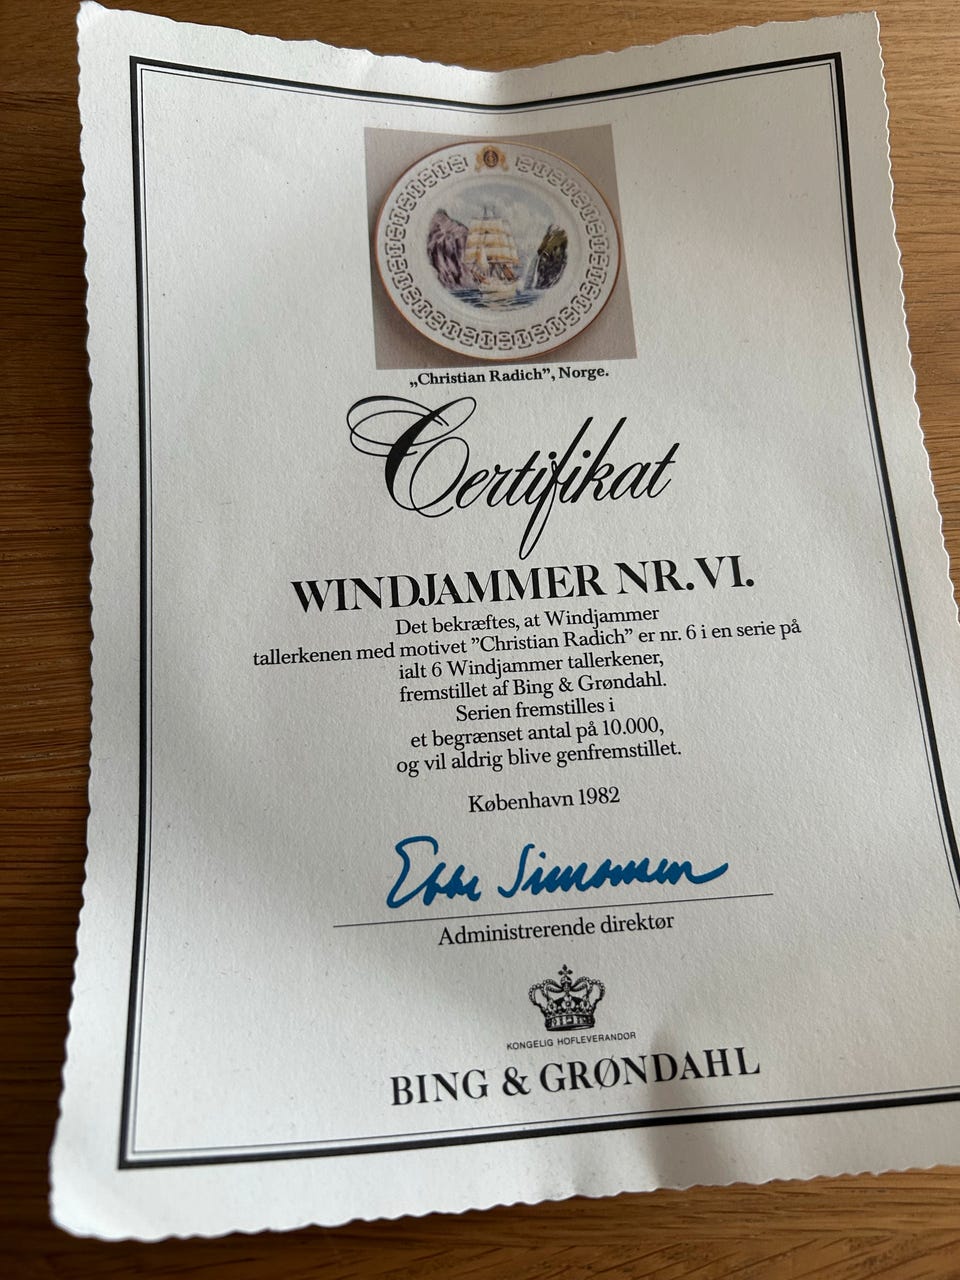 „Christian Radich”, Norge.
Certifikat
WINDJAMMER NR. VI.
Det bekræftes, at Windjammer
tallerkenen med motivet ”Christian Radich” er nr. 6 i en serie på
ialt 6 Windjammer tallerkener,
fremstillet af Bing & Grøndahl.
Serien fremstilles i
et begrænset antal på 10.000,
og vil aldrig blive genfremstillet.
København 1982
Ebbe Simonsen
Administrerende direktør
KONGELIG HOFLEVERANDØR
BING & GRØNDAHL